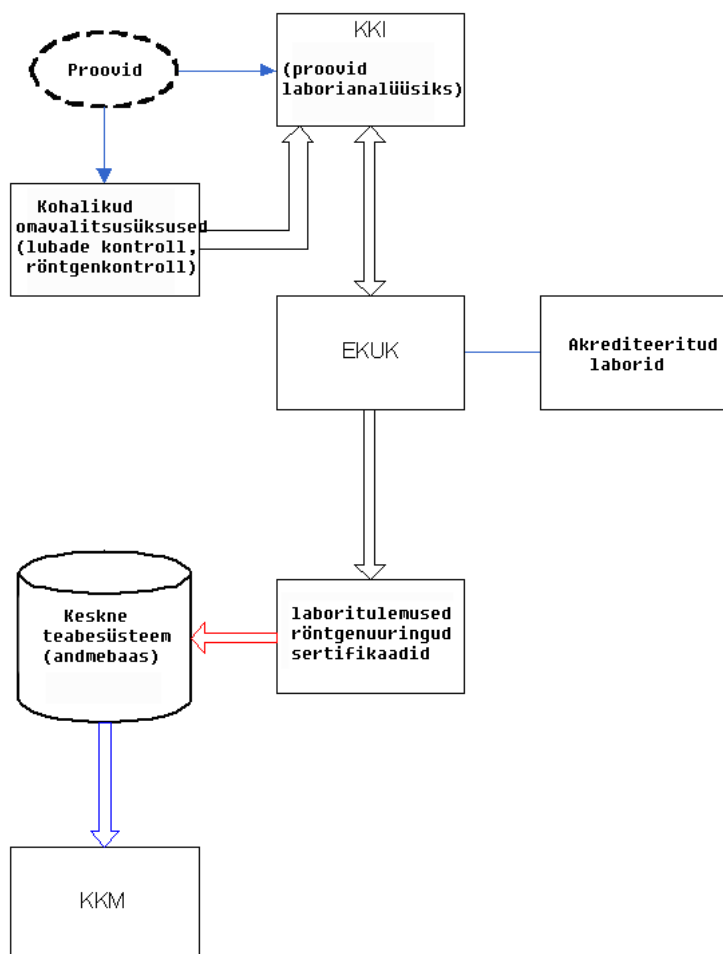 KKI
Proovid
(proovid
laborianalüüsiks)
Kohalikud
omavalitsusüksused
(lubade kontroll,
röntgenkontroll)
EKUK
Akrediteeritud
laborid
Keskne
teabesüsteem
(andmebaas)
laboritulemused
röntgenuuringud
sertifikaadid
KKM